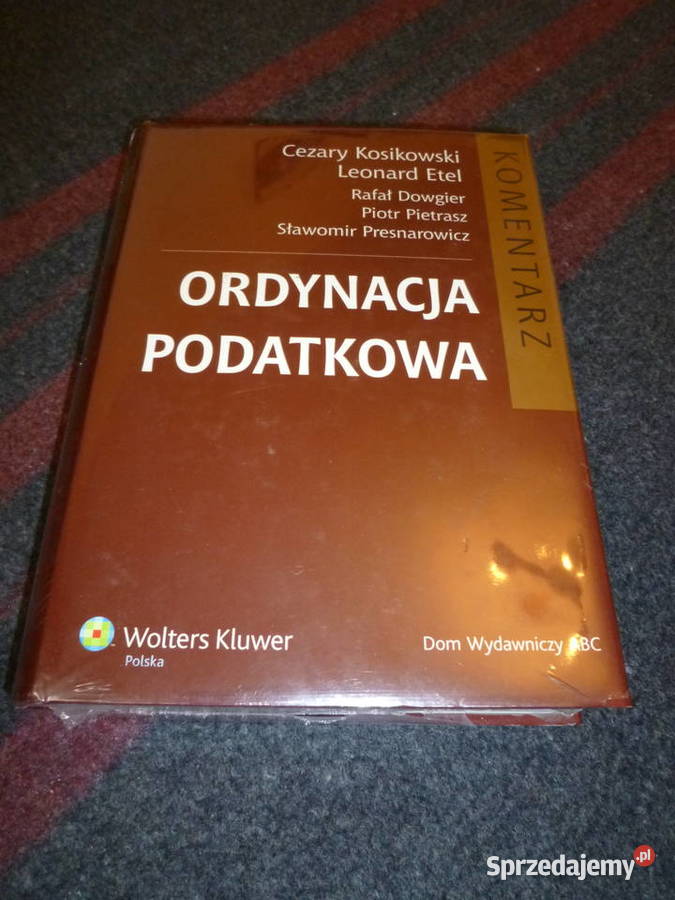 Cezary Kosikowski
Leonard Etel
Rafał Dowgier
Piotr Pietrasz
Sławomir Presnarowicz
KOMENTARZ
ORDYNACJA
PODATKOWA
Wolters Kluwer
Polska
Dom Wydawniczy ABC
Sprzedajemy.pl